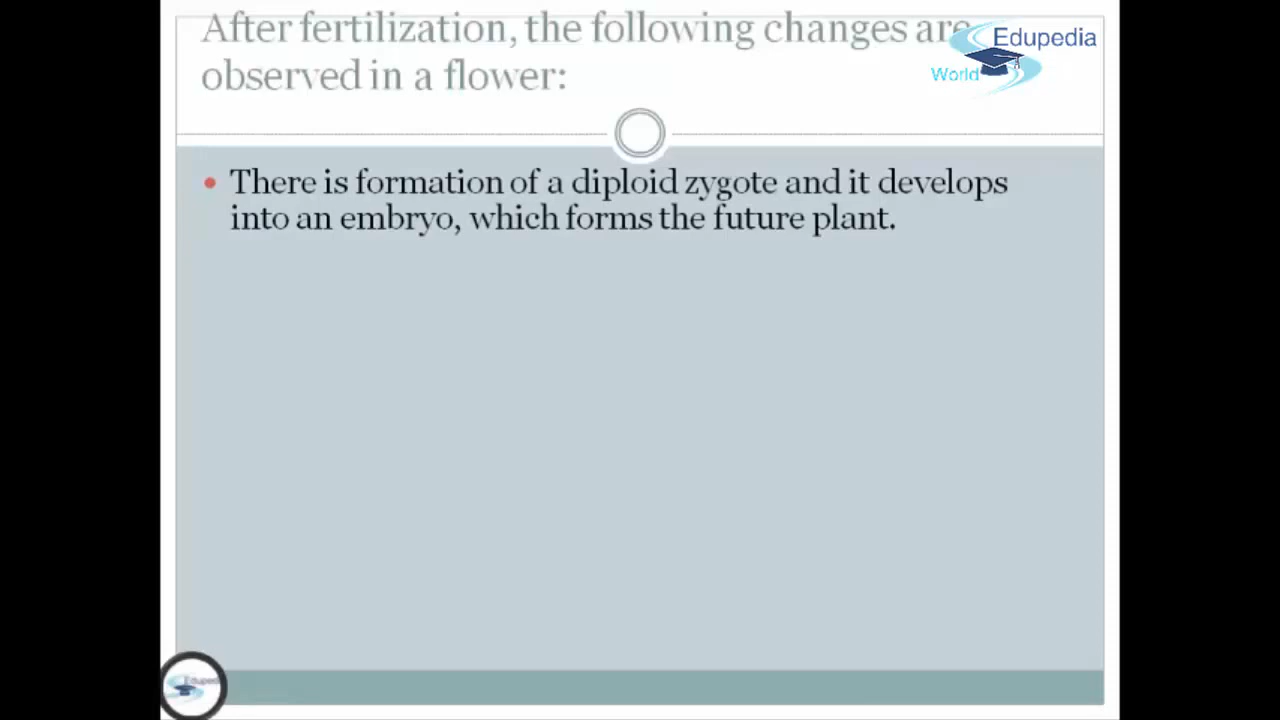 After fertilization, the following changes are
observed in a flower:
Edupedia
World
• There is formation of a diploid zygote and it develops
into an embryo, which forms the future plant.
Edupedia